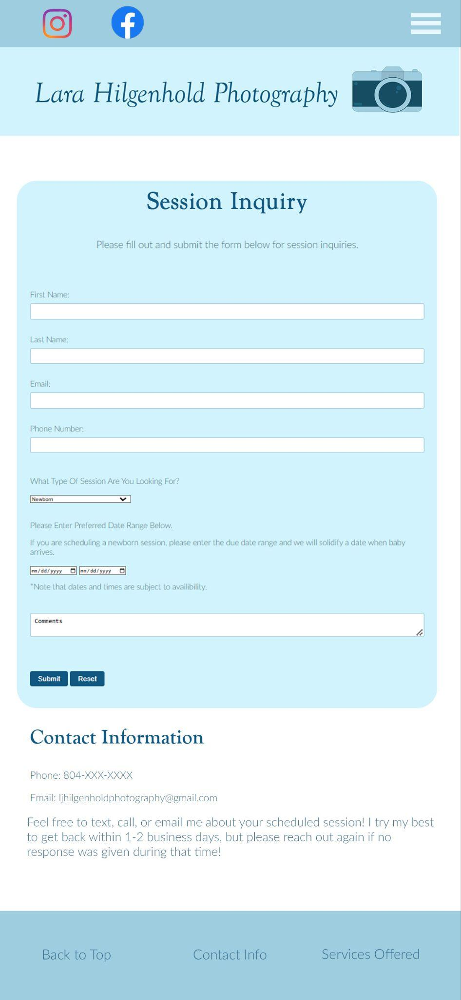 Lara Hilgenhold Photography
Session Inquiry
Please fill out and submit the form below for session inquiries.
First Name:
Last Name:
Email:
Phone Number:
What Type Of Session Are You Looking For?
Newborn
Please Enter Preferred Date Range Below.
If you are scheduling a newborn session, please enter the due date range and we will solidify a date when baby
arrives.
mm/dd/yyyy mm/dd/yyyy
*Note that dates and times are subject to availibility.
Comments
Submit Reset
Contact Information
Phone: 804-XXX-XXXX
Email: ljhilgenholdphotography@gmail.com
Feel free to text, call, or email me about your scheduled session! I try my best
to get back within 1-2 business days, but please reach out again if no
response was given during that time!
Back to Top Contact Info Services Offered